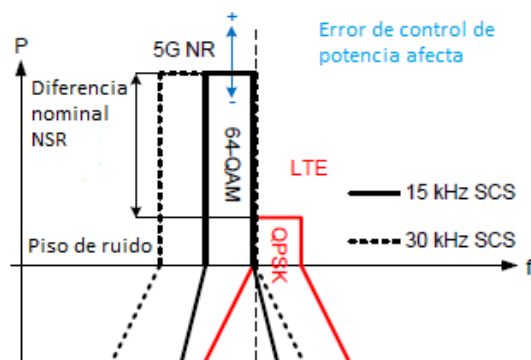 Error de control de
potencia afecta
+
5G NR
P
Diferencia
nominal
NSR
-
64-QAM
LTE
15 kHz SCS
QPSK
30 kHz SCS
Piso de ruido
f